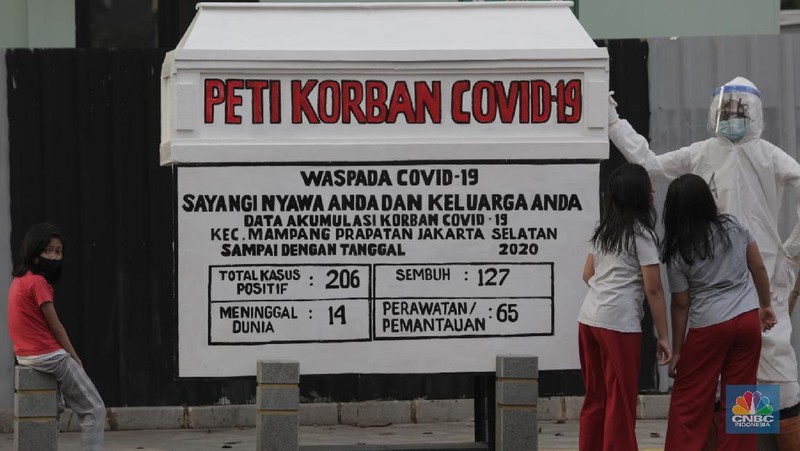 PETI KORBAN COVID-19
WASPADA COVID-19
SAYANGI NYAWA ANDA DAN KELUARGA ANDA
DATA AKUMULASI KORBAN COVID-19
KEC. MAMPANG PRAPATAN JAKARTA SELATAN
SAMPAI DENGAN TANGGAL 2020
TOTAL KASUS POSITIF : 206
SEMBUH : 127
MENINGGAL DUNIA : 14
PERAWATAN/ PEMANTAUAN : 65
CNBC
INDONESIA